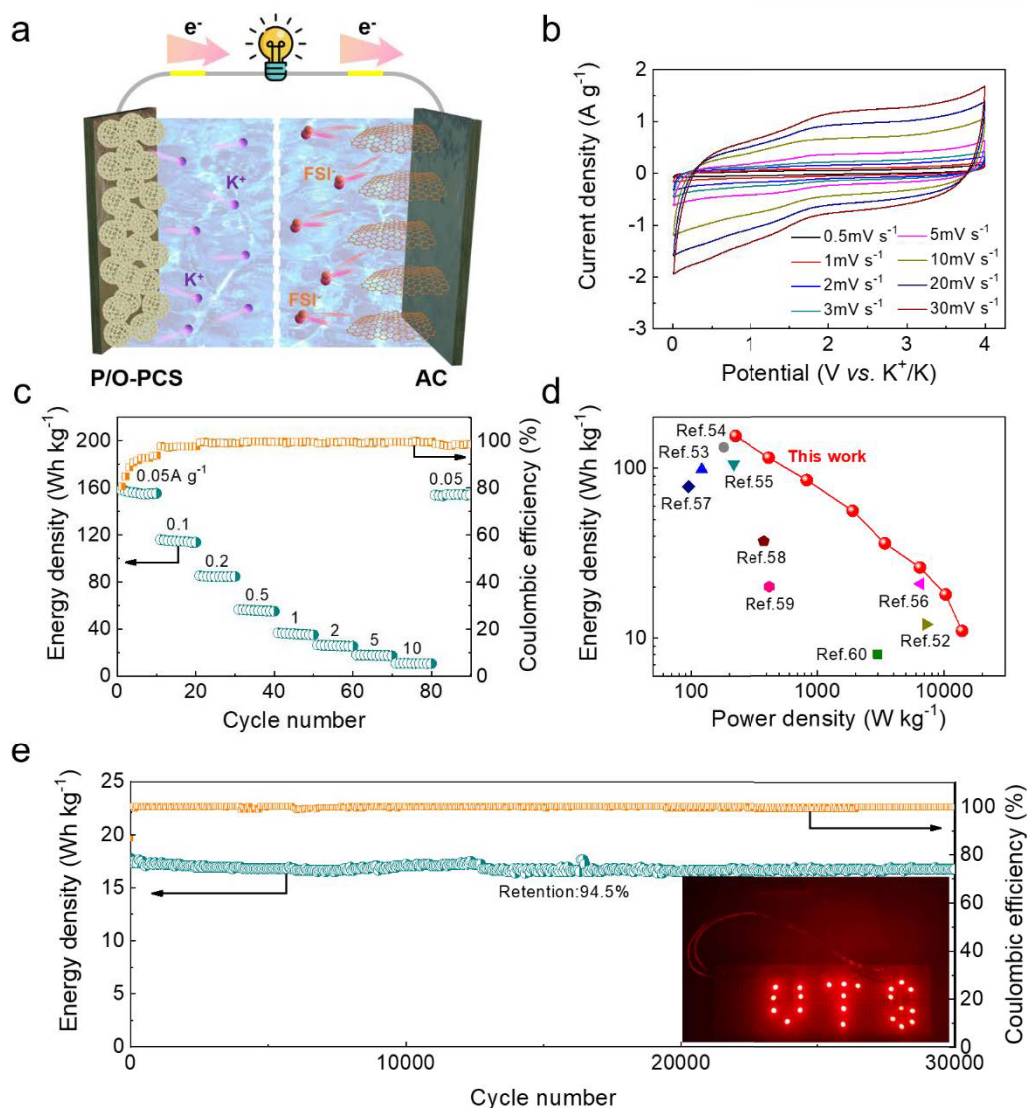 a
e⁻
e⁻
K⁺
K⁺
FSI⁻
FSI⁻
P/O-PCS
AC
b
Current density (A g⁻¹)
2
1
0
-1
-2
-3
0.5mV s⁻¹
1mV s⁻¹
2mV s⁻¹
3mV s⁻¹
5mV s⁻¹
10mV s⁻¹
20mV s⁻¹
30mV s⁻¹
0
1
2
3
4
Potential (V vs. K⁺/K)
c
Energy density (Wh kg⁻¹)
200
160
120
80
40
0
0.05A g⁻¹
0.1
0.2
0.5
1
2
5
10
0.05
100
80
60
40
20
0
Coulombic efficiency (%)
0
20
40
60
80
Cycle number
d
Energy density (Wh kg⁻¹)
100
10
Ref.54
Ref.53
This work
Ref.55
Ref.57
Ref.58
Ref.59
Ref.56
Ref.52
Ref.60
100
1000
10000
Power density (W kg⁻¹)
e
Energy density (Wh kg⁻¹)
25
20
15
10
5
0
Retention:94.5%
UTG
100
80
60
40
20
0
Coulombic efficiency (%)
0
10000
20000
30000
Cycle number